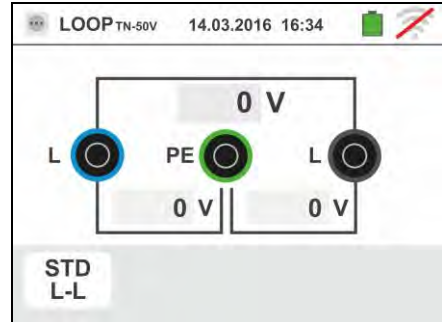 LOOP TN-50V 14.03.2016 16:34
0 V
L PE L
0 V 0 V
STD
L-L